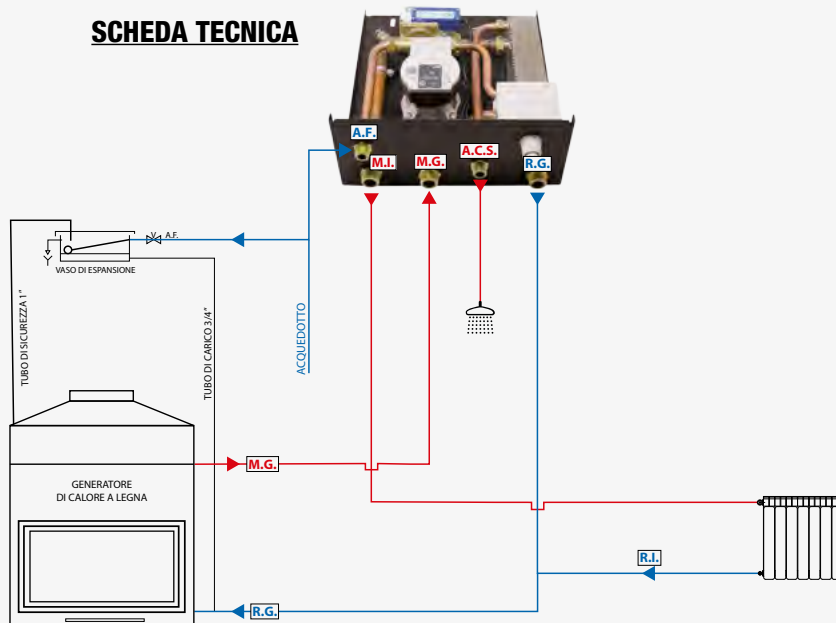 SCHEDA TECNICA
A.F.
M.I.
M.G.
A.C.S.
R.G.
V
A.F.
VASO DI ESPANSIONE
TUBO DI SICUREZZA 1"
TUBO DI CARICO 3/4"
ACQUEDOTTO
M.G.
GENERATORE
DI CALORE A LEGNA
R.I.
R.G.